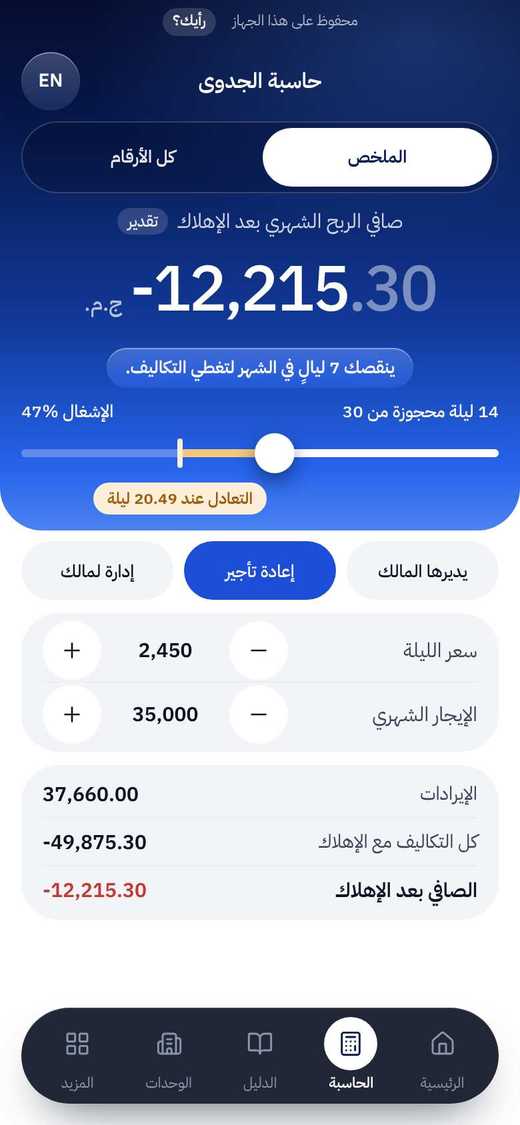 محفوظ على هذا الجهاز رأيك؟
حاسبة الجدوى EN
الملخص كل الأرقام
صافي الربح الشهري بعد الإهلاك تقدير
-12,215.30 ج.م.
ينقصك 7 ليالٍ في الشهر لتغطي التكاليف.
14 ليلة محجوزة من 30 الإشغال 47%
التعادل عند 20.49 ليلة
يديرها المالك إعادة تأجير إدارة لمالك
سعر الليلة − 2,450 +
الإيجار الشهري − 35,000 +
الإيرادات 37,660.00
كل التكاليف مع الإهلاك -49,875.30
الصافي بعد الإهلاك -12,215.30
الرئيسية الحاسبة الدليل الوحدات المزيد